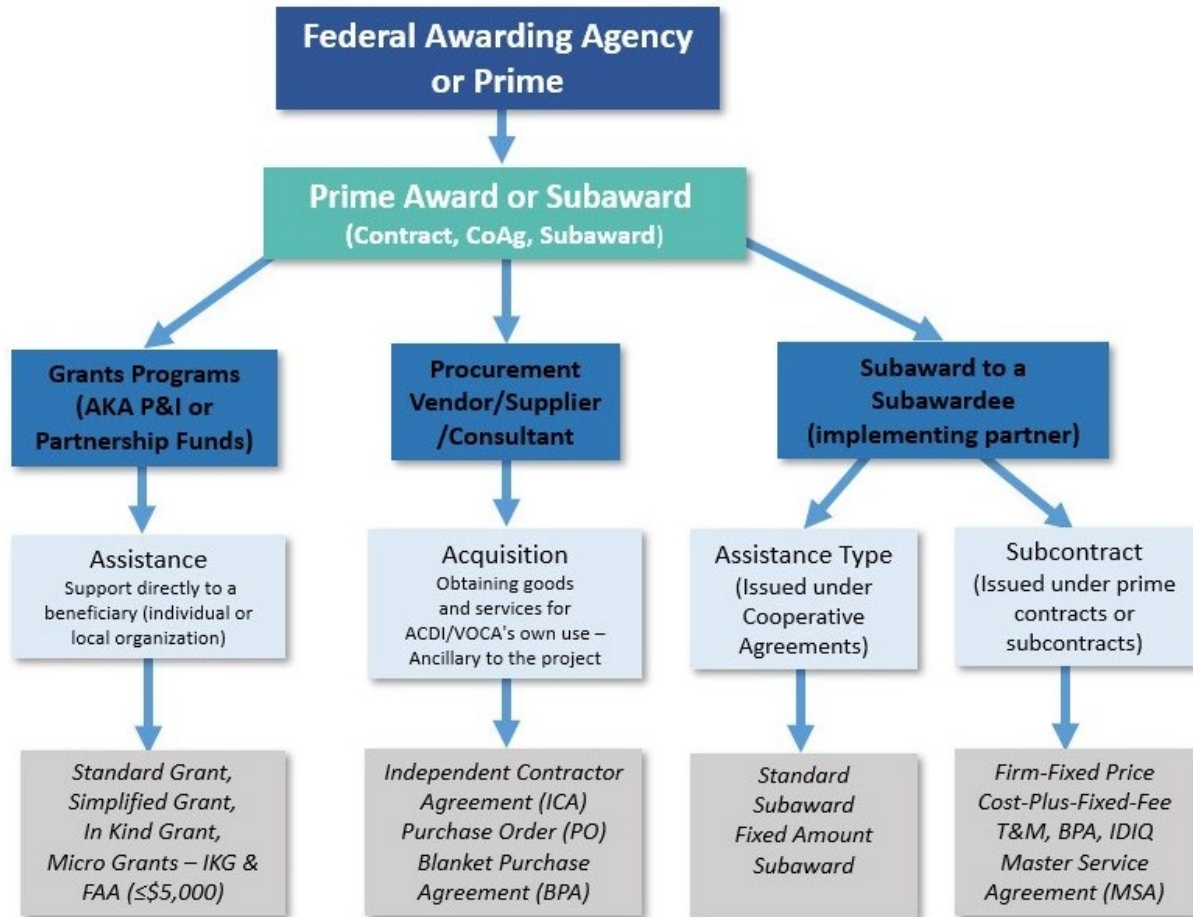 Federal Awarding Agency
or Prime
Prime Award or Subaward
(Contract, CoAg, Subaward)
Grants Programs
(AKA P&I or
Partnership Funds)
Procurement
Vendor/Supplier
/Consultant
Subaward to a
Subawardee
(implementing partner)
Assistance
Support directly to a
beneficiary (individual or
local organization)
Acquisition
Obtaining goods
and services for
ACDI/VOCA's own use –
Ancillary to the project
Assistance Type
(Issued under
Cooperative
Agreements)
Subcontract
(Issued under prime
contracts or
subcontracts)
Standard Grant,
Simplified Grant,
In Kind Grant,
Micro Grants – IKG &
FAA (≤$5,000)
Independent Contractor
Agreement (ICA)
Purchase Order (PO)
Blanket Purchase
Agreement (BPA)
Standard
Subaward
Fixed Amount
Subaward
Firm-Fixed Price
Cost-Plus-Fixed-Fee
T&M, BPA, IDIQ
Master Service
Agreement (MSA)